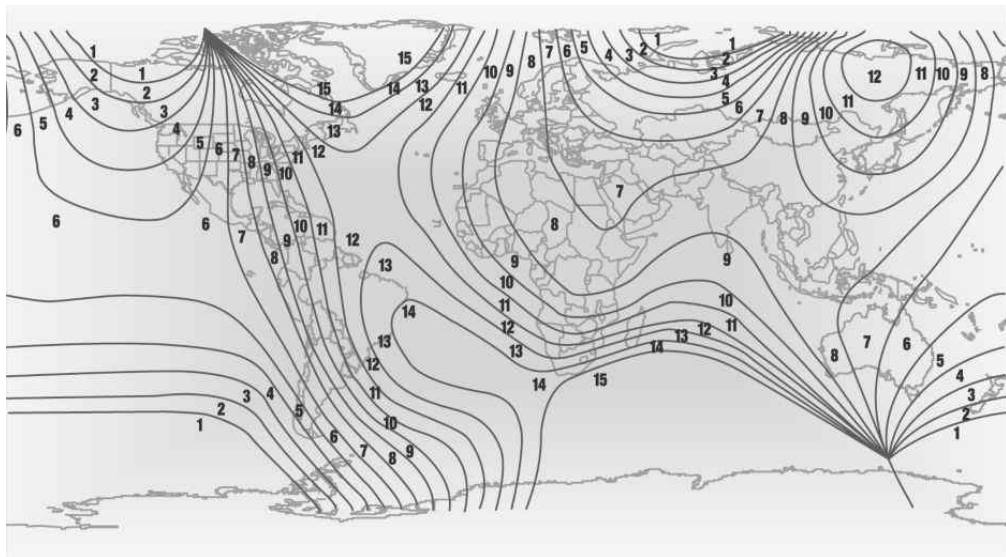 1 15 7 6 5 4 3 2 1 1
2 1 10 9 8 3 2 12 11 10 9 8
15 14 13 11 4
3 2 14 12 5 6 11
4 3 7 8 9 10
6 5 4 13
5 6 7 11 12
8 9 10
7
6 6 7 10 11 8
9 12
8 13 9 9
10
14 11 10
12 13 12 11
13 13 14 8 7 6 5
12 14 15 4
3 4 11 3
2 5 2
1 10 1
6 7 8 9